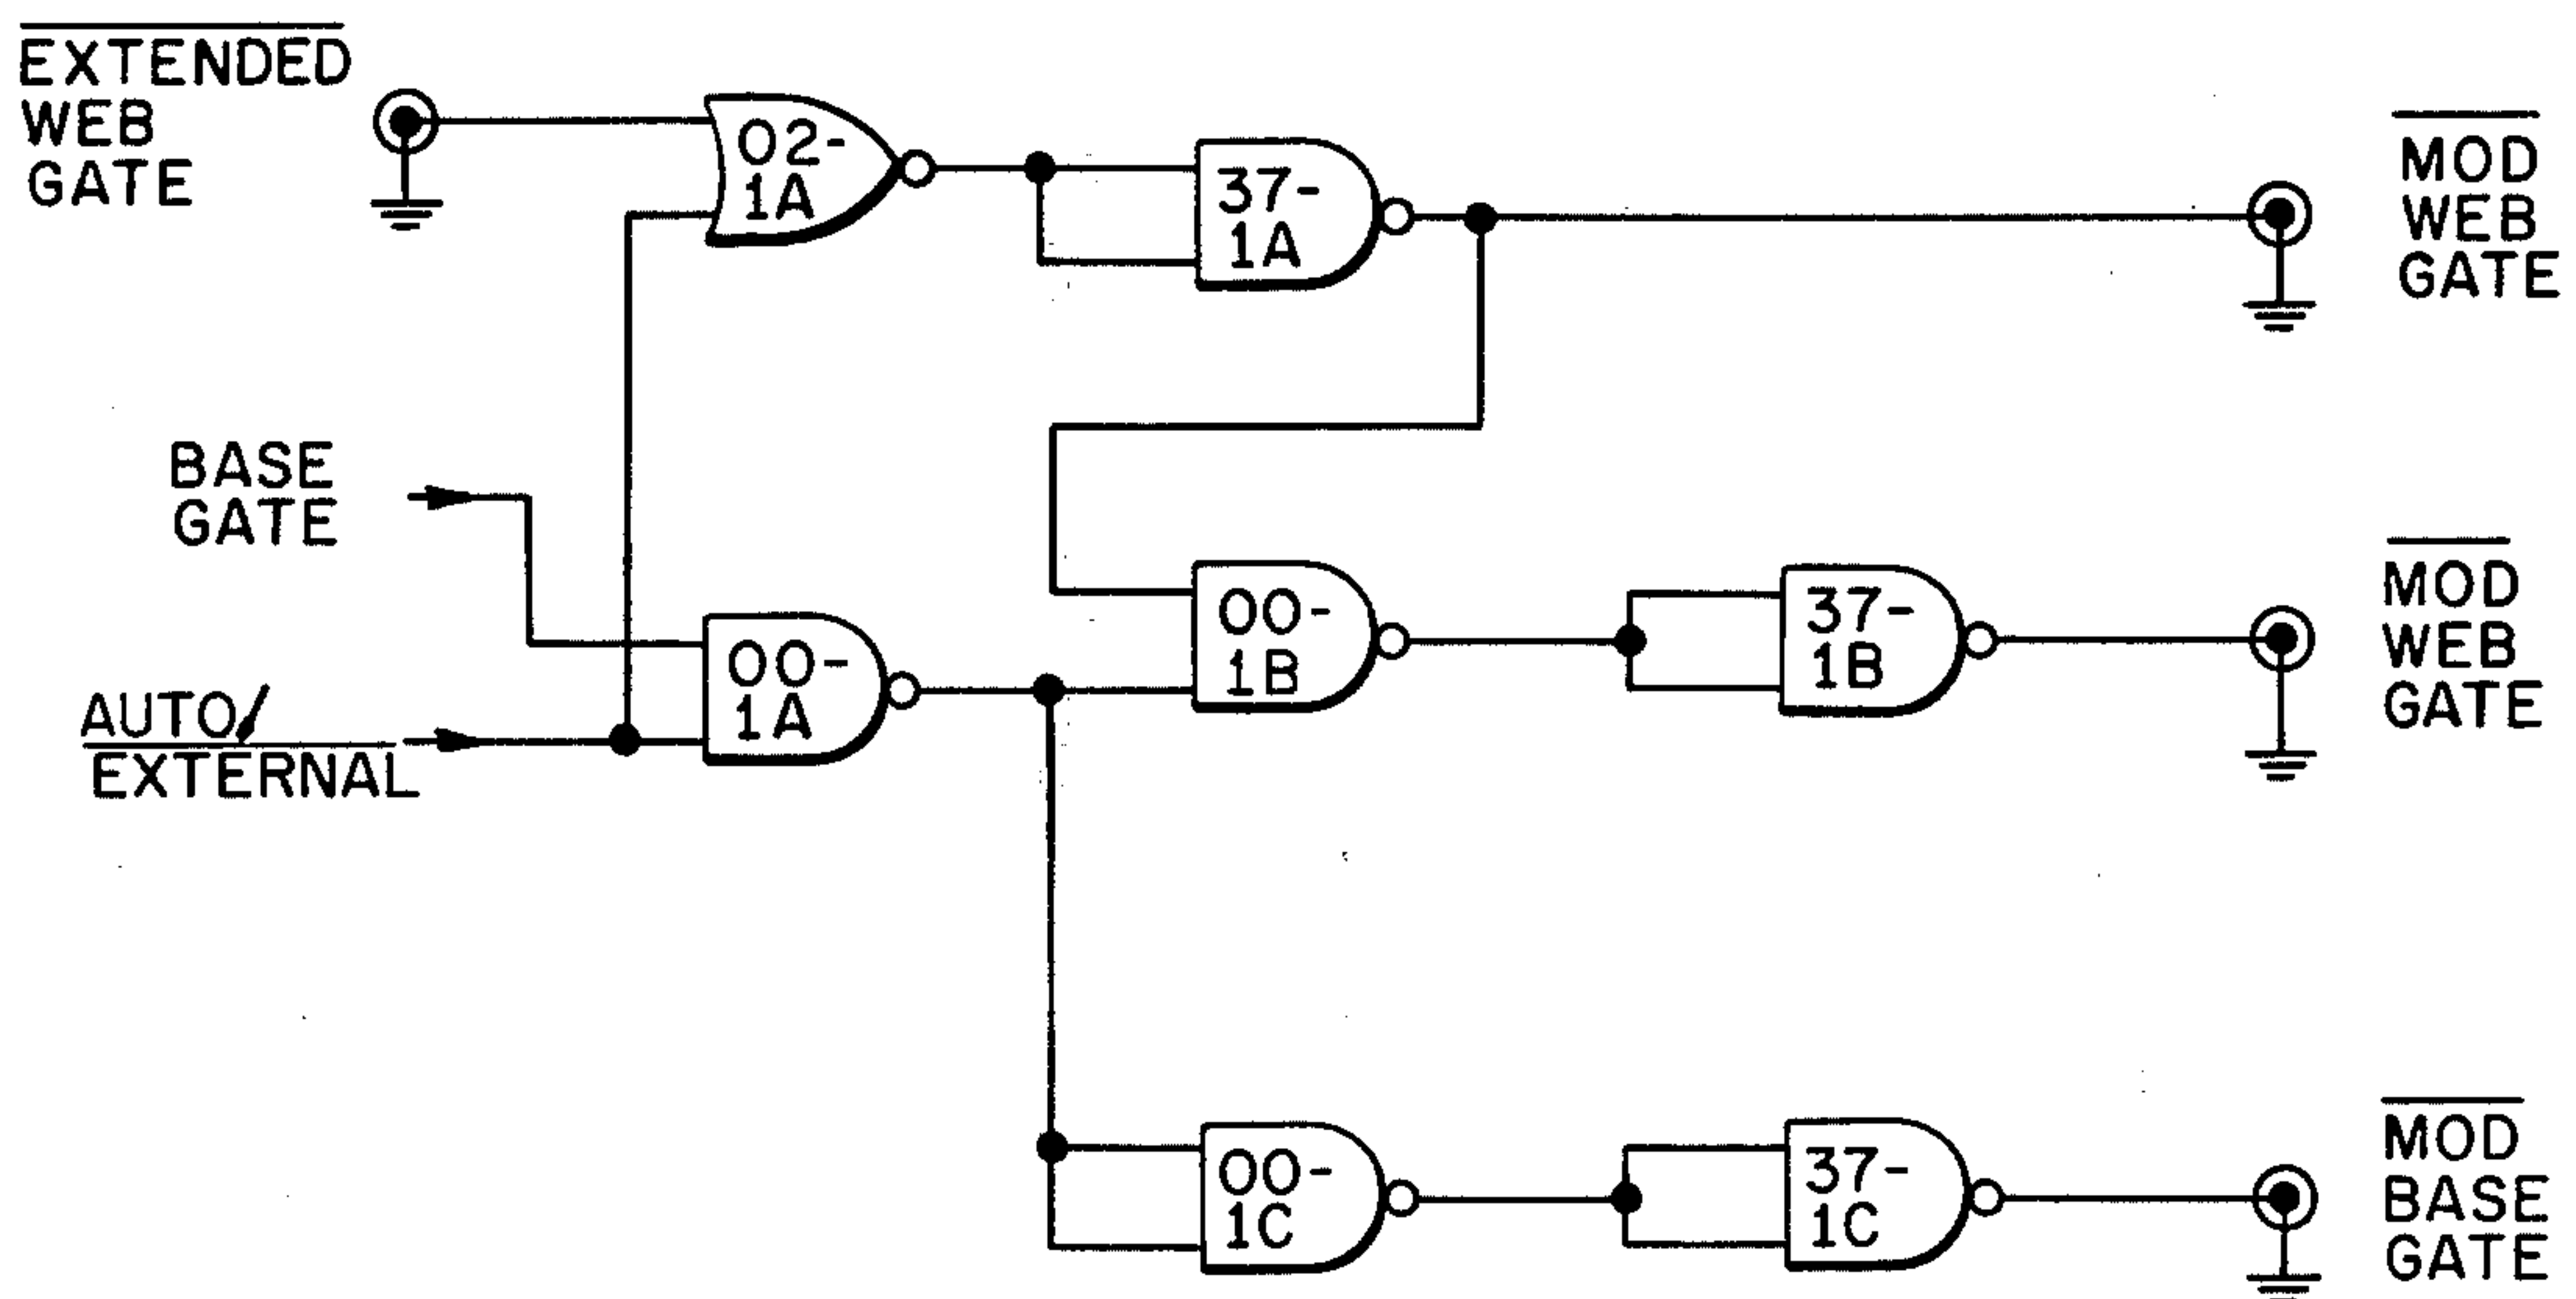 EXTENDED
WEB
GATE
02-
1A
37-
1A
MOD
WEB
GATE
BASE
GATE
00-
1A
AUTO/
EXTERNAL
00-
1B
37-
1B
MOD
WEB
GATE
00-
1C
37-
1C
MOD
BASE
GATE